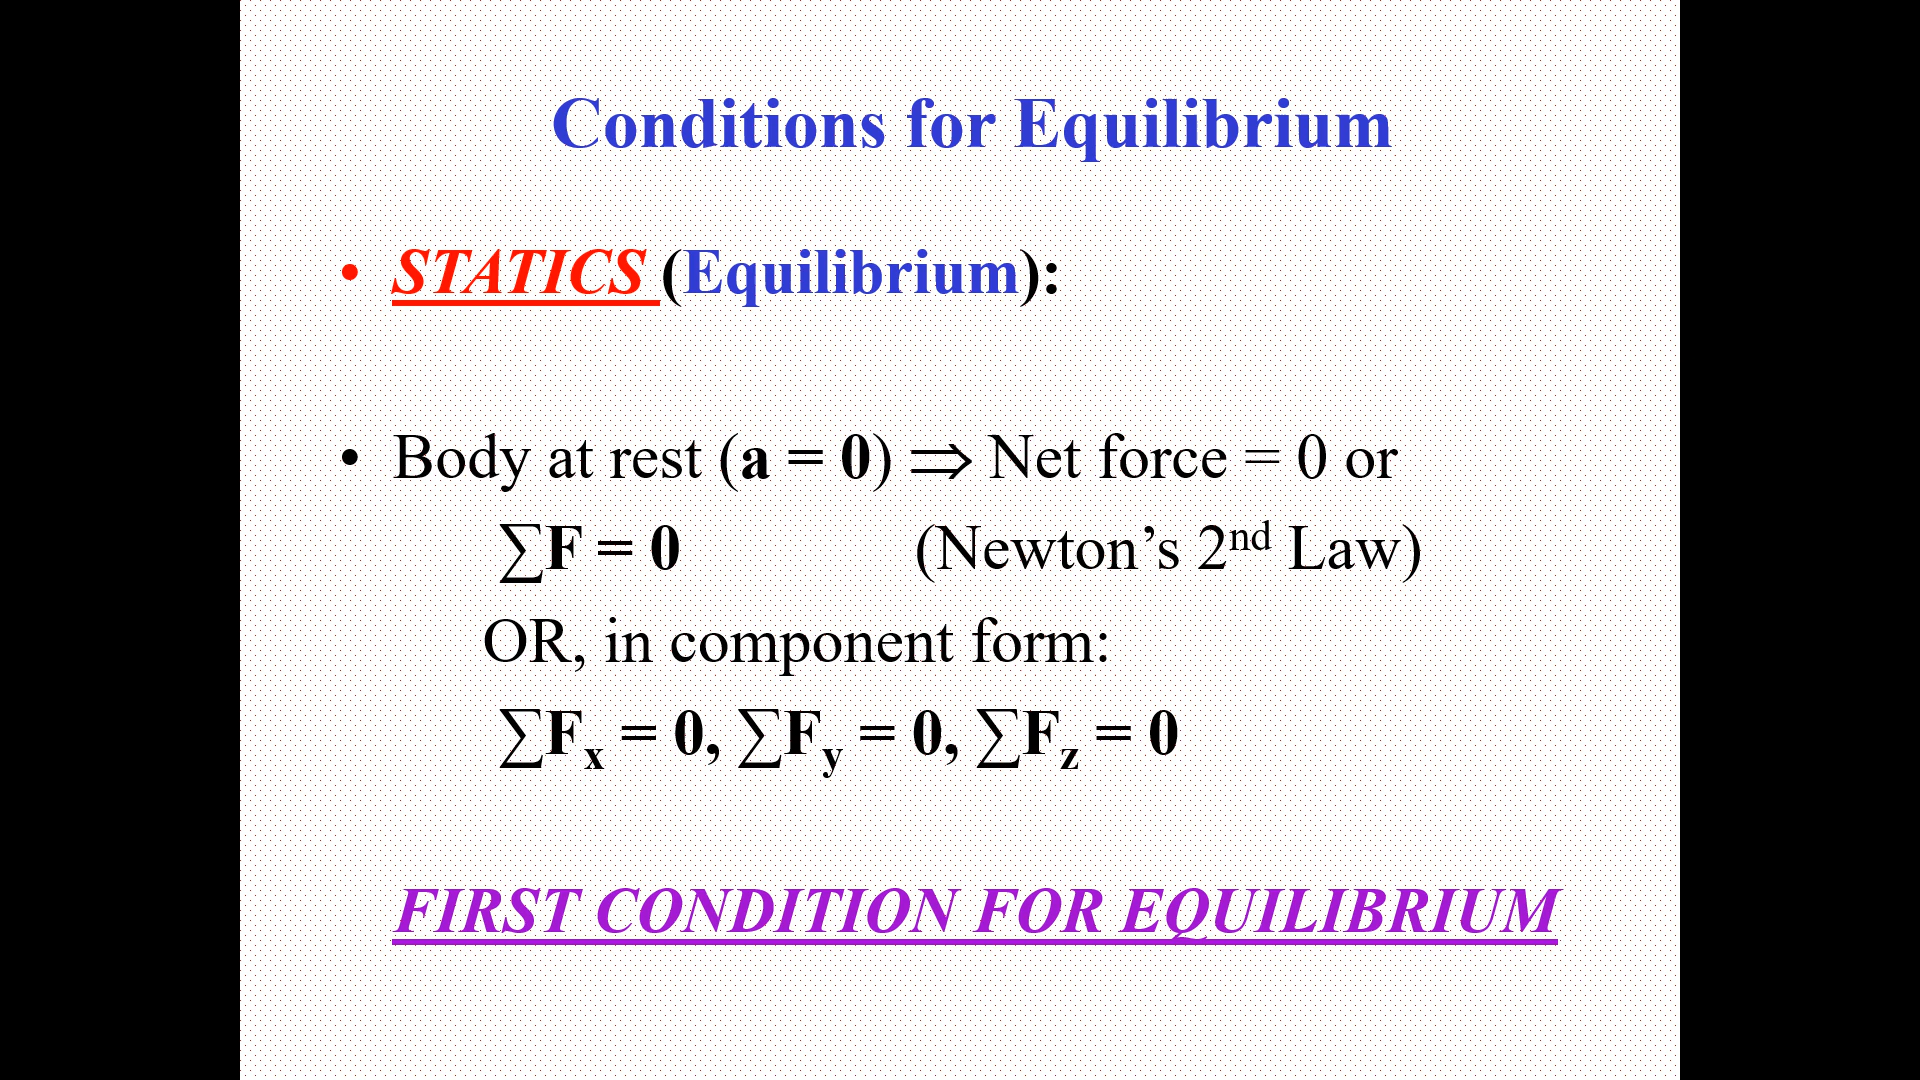 Conditions for Equilibrium
• STATICS (Equilibrium):
• Body at rest (a = 0) ⇒ Net force = 0 or
∑F = 0 (Newton’s 2nd Law)
OR, in component form:
∑Fx = 0, ∑Fy = 0, ∑Fz = 0
FIRST CONDITION FOR EQUILIBRIUM